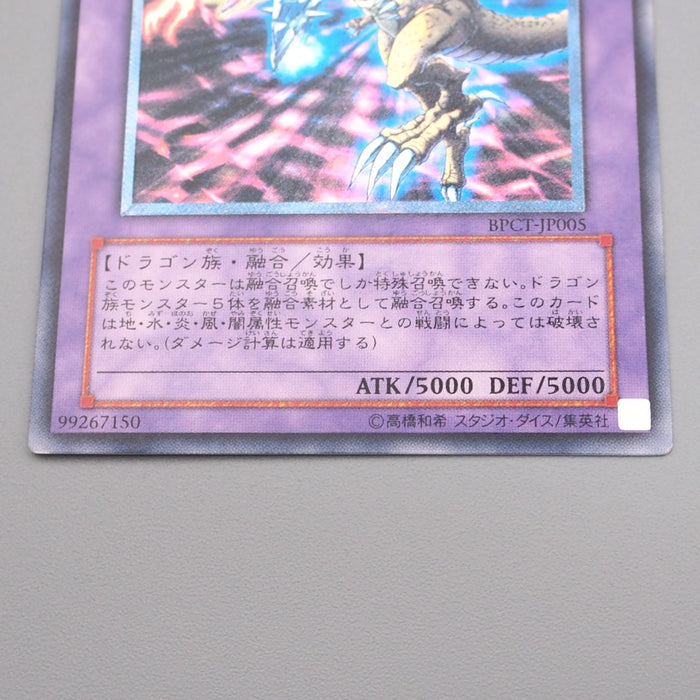 BPCT-JP005
【ドラゴン族・融合/効果】
このモンスターは融合召喚でしか特殊召喚できない。ドラゴン
族モンスター5体を融合素材として融合召喚する。このカード
は地・水・炎・風・闇属性モンスターとの戦闘によっては破壊さ
れない。(ダメージ計算は適用する)
ATK/5000 DEF/5000
99267150 ©高橋和希 スタジオ・ダイス/集英社